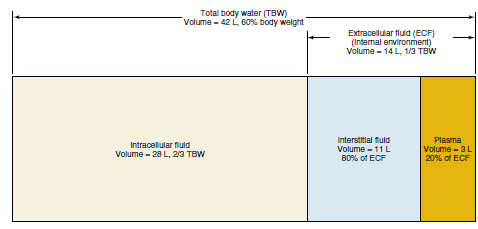 Total body water (TBW)
Volume = 42 L, 60% body weight
Extracellular fluid (ECF)
(internal environment)
Volume = 14 L, 1/3 TBW
Intracellular fluid
Volume = 28 L, 2/3 TBW
Interstitial fluid
Volume = 11 L
80% of ECF
Plasma
Volume = 3 L
20% of ECF